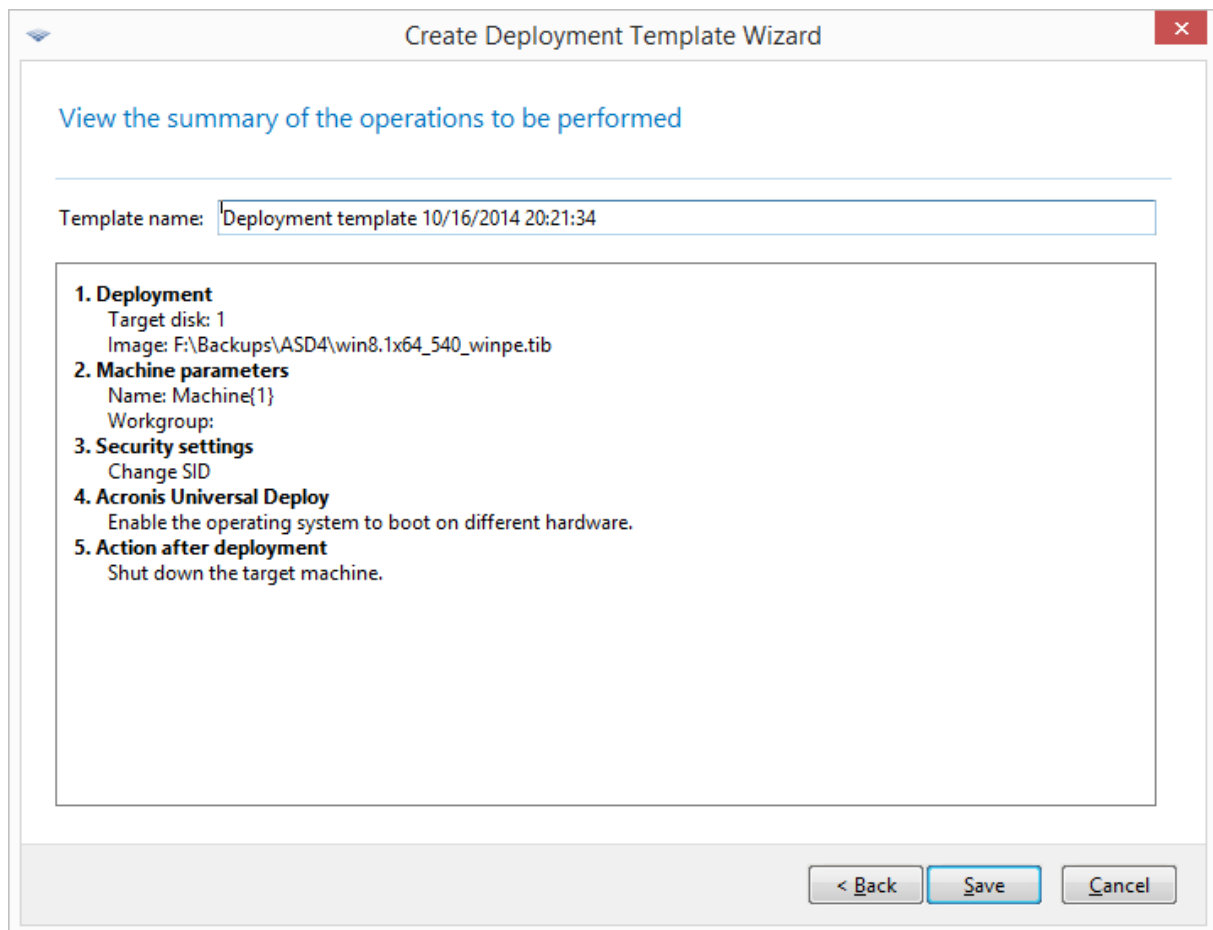 Create Deployment Template Wizard
View the summary of the operations to be performed
Template name: Deployment template 10/16/2014 20:21:34
1. Deployment
Target disk: 1
Image: F:\Backups\ASD4\win8.1x64_540_winpe.tib
2. Machine parameters
Name: Machine{1}
Workgroup:
3. Security settings
Change SID
4. Acronis Universal Deploy
Enable the operating system to boot on different hardware.
5. Action after deployment
Shut down the target machine.
< Back Save Cancel